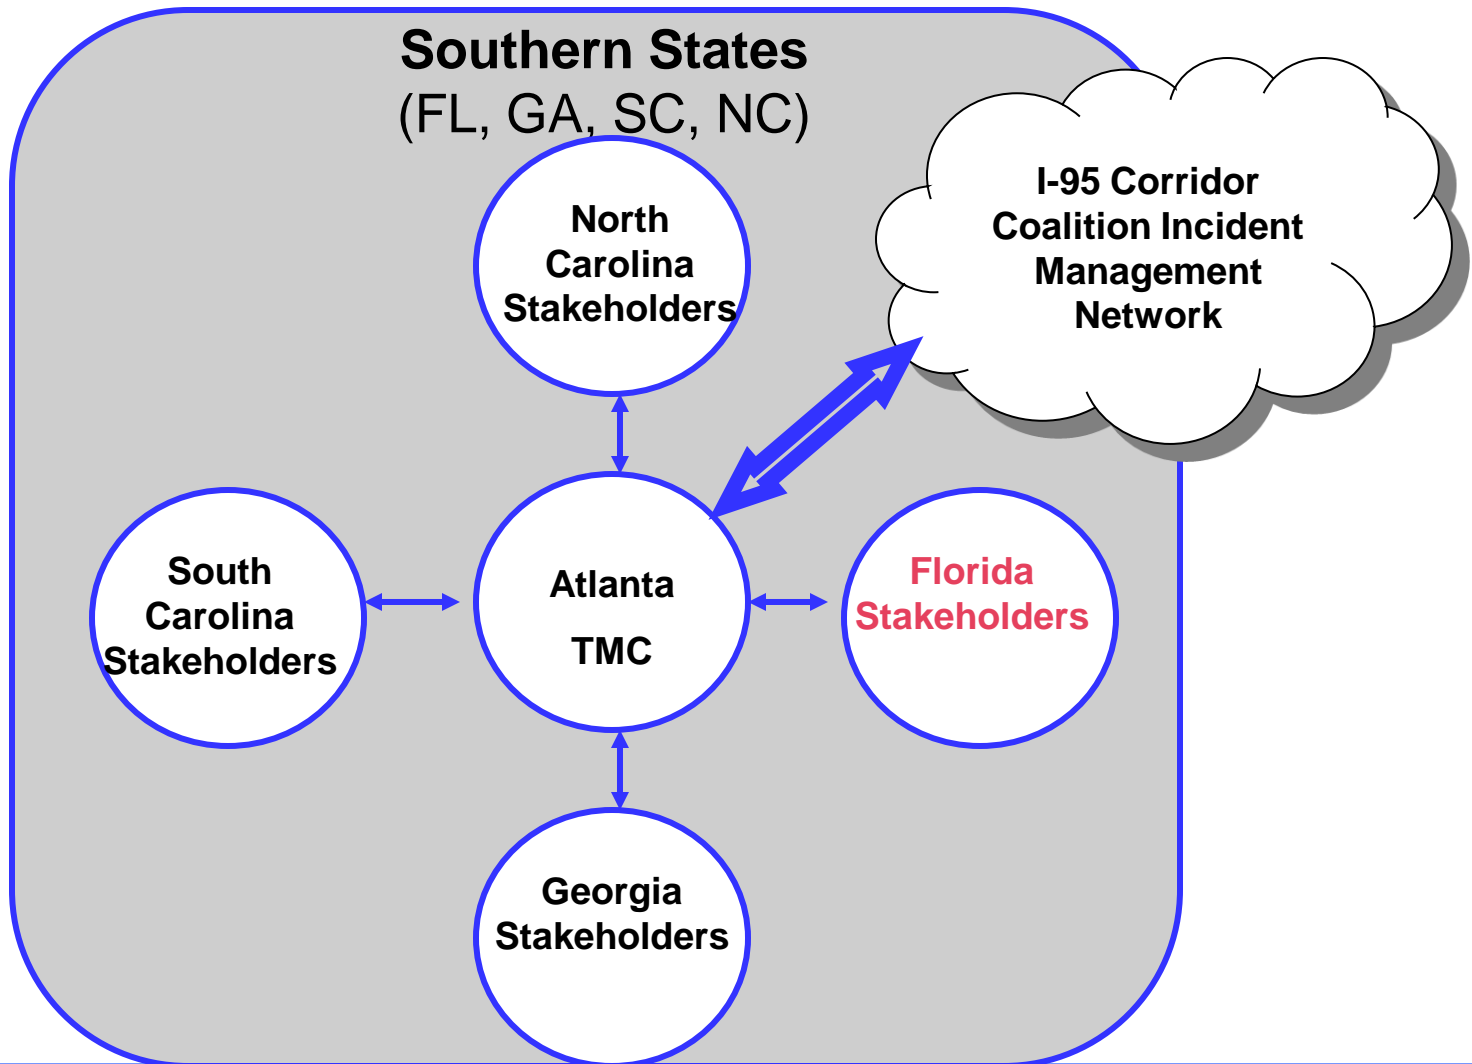 Southern States
(FL, GA, SC, NC)
I-95 Corridor
Coalition Incident
Management
Network
North
Carolina
Stakeholders
South
Carolina
Stakeholders
Atlanta
TMC
Florida
Stakeholders
Georgia
Stakeholders